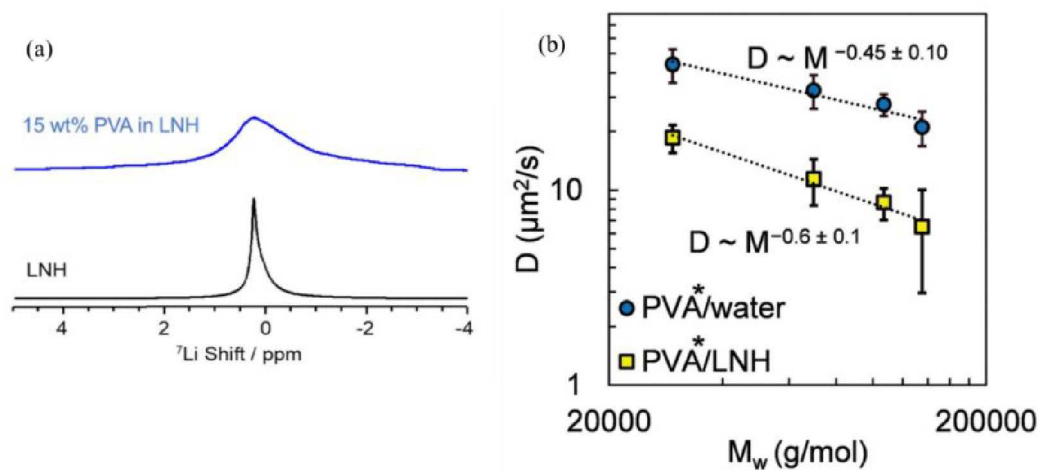 (a)
15 wt% PVA in LNH
LNH
4 2 0 -2 -4
⁷Li Shift / ppm
(b)
D ~ M⁻⁰·⁴⁵ ± ⁰·¹⁰
D (μm²/s)
10
D ~ M⁻⁰·⁶ ± ⁰·¹
PVA*/water
PVA*/LNH
1
20000 200000
Mw (g/mol)